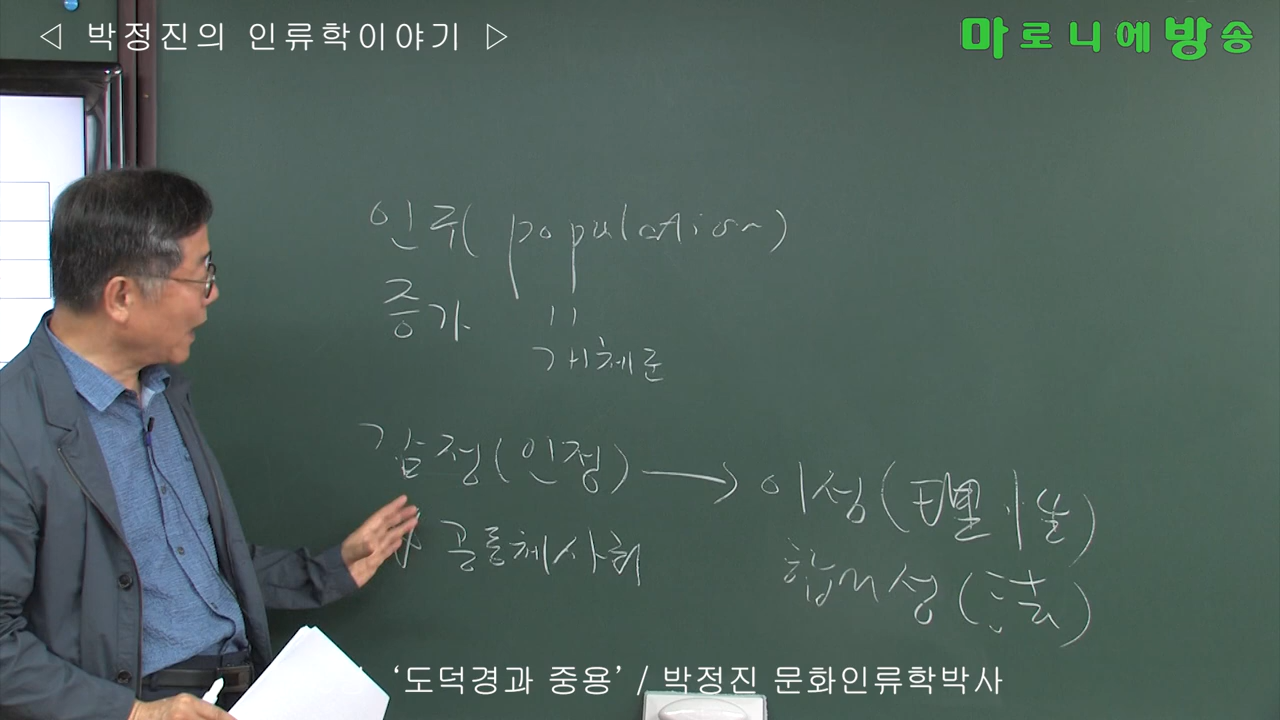 ◁ 박정진의 인류학이야기 ▷
마로니에방송
인류(population)
증가 〃
개체군
감정(인정) → 이성(理性)
공동체사회
합리성(法)
‘도덕경과 중용’ / 박정진 문화인류학박사